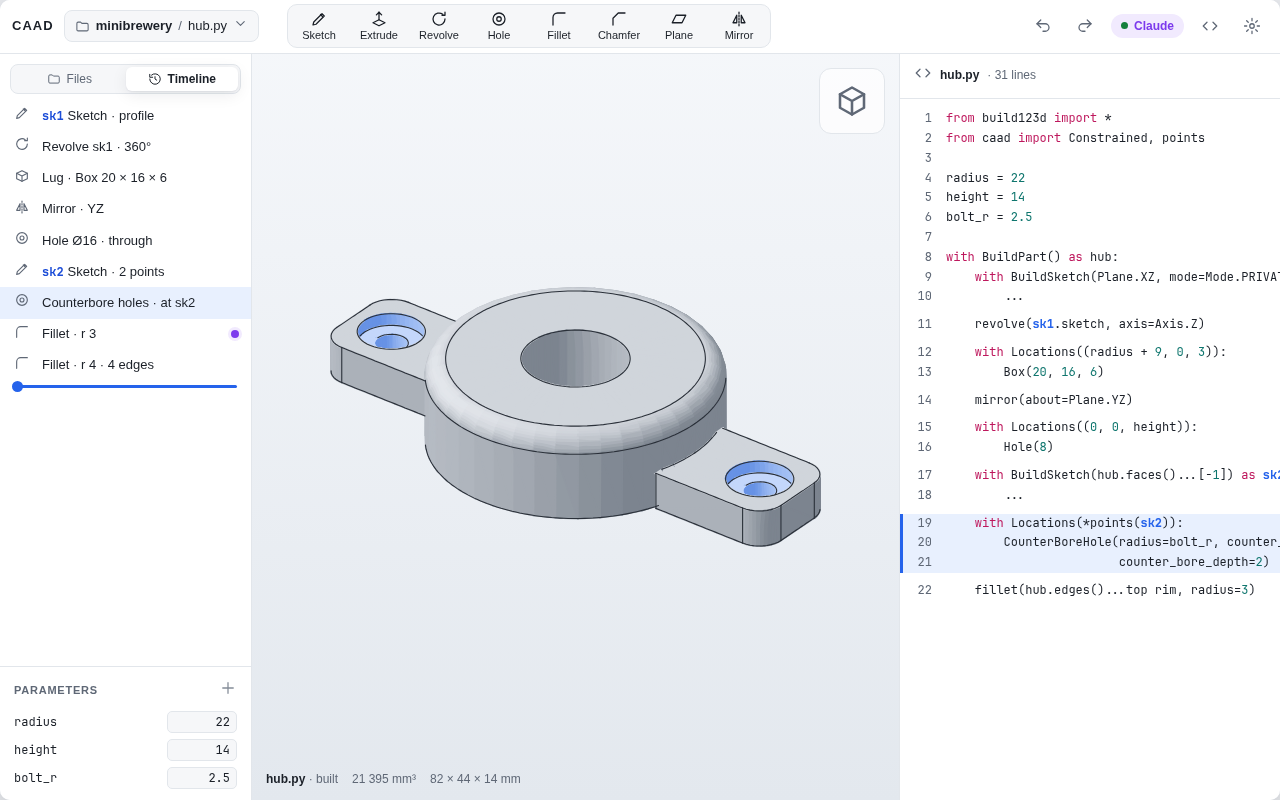 CAAD
minibrewery / hub.py
Sketch
Extrude
Revolve
Hole
Fillet
Chamfer
Plane
Mirror
Claude
Files
Timeline
sk1 Sketch · profile
Revolve sk1 · 360°
Lug · Box 20 × 16 × 6
Mirror · YZ
Hole Ø16 · through
sk2 Sketch · 2 points
Counterbore holes · at sk2
Fillet · r 3
Fillet · r 4 · 4 edges
PARAMETERS
radius 22
height 14
bolt_r 2.5
hub.py · built 21 395 mm³ 82 × 44 × 14 mm
hub.py · 31 lines
1 from build123d import *
2 from caad import Constrained, points
3
4 radius = 22
5 height = 14
6 bolt_r = 2.5
7
8 with BuildPart() as hub:
9     with BuildSketch(Plane.XZ, mode=Mode.PRIVAT
10         ...
11     revolve(sk1.sketch, axis=Axis.Z)
12     with Locations((radius + 9, 0, 3)):
13         Box(20, 16, 6)
14     mirror(about=Plane.YZ)
15     with Locations((0, 0, height)):
16         Hole(8)
17     with BuildSketch(hub.faces()...[-1]) as sk2
18         ...
19     with Locations(*points(sk2)):
20         CounterBoreHole(radius=bolt_r, counter_
21                         counter_bore_depth=2)
22     fillet(hub.edges()...top rim, radius=3)